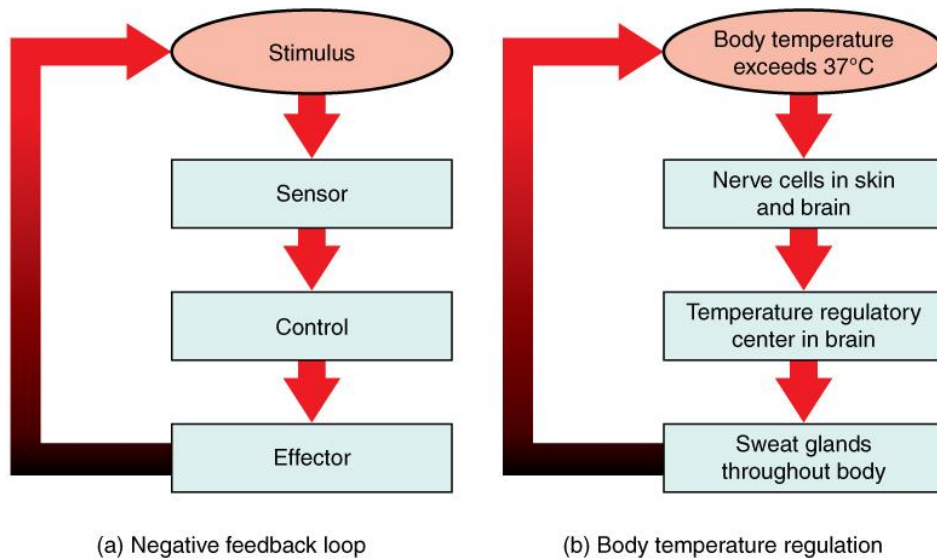 Stimulus
Sensor
Control
Effector
(a) Negative feedback loop
Body temperature
exceeds 37°C
Nerve cells in skin
and brain
Temperature regulatory
center in brain
Sweat glands
throughout body
(b) Body temperature regulation